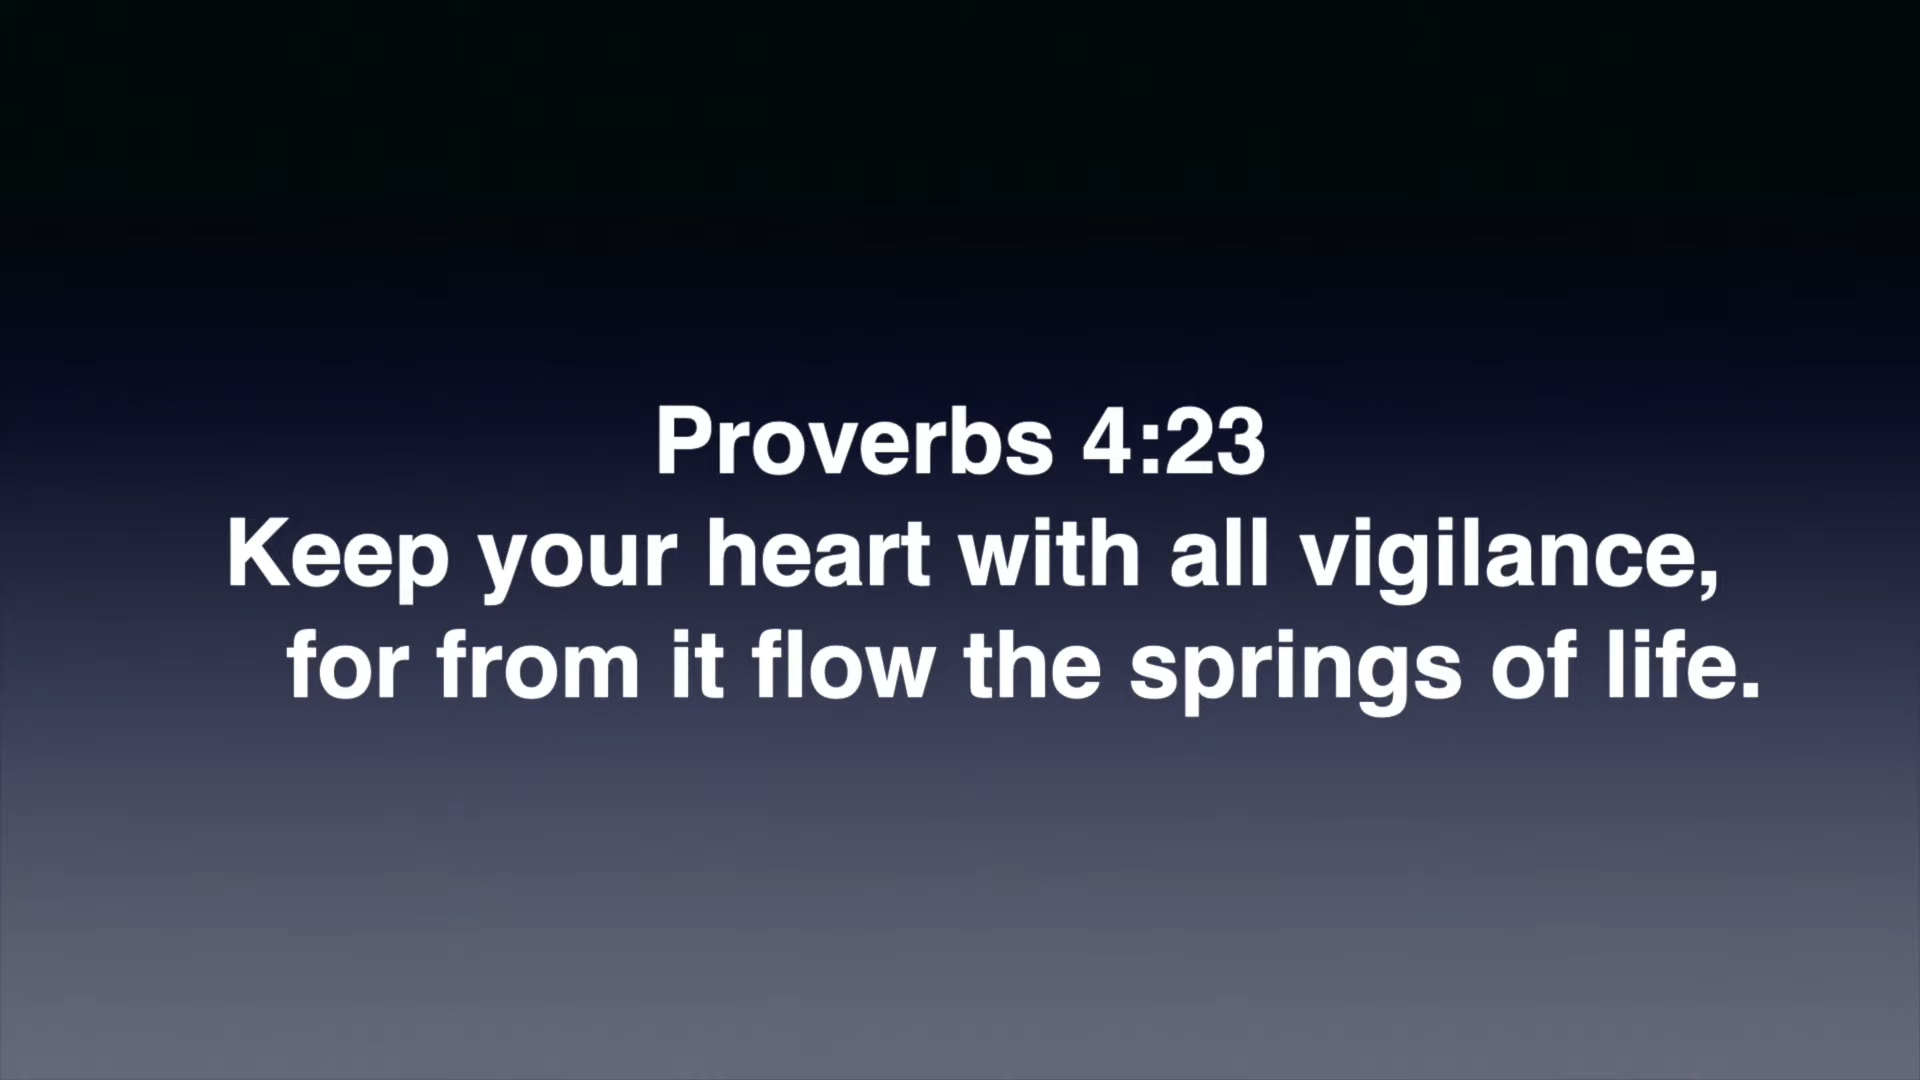 Proverbs 4:23
Keep your heart with all vigilance,
for from it flow the springs of life.